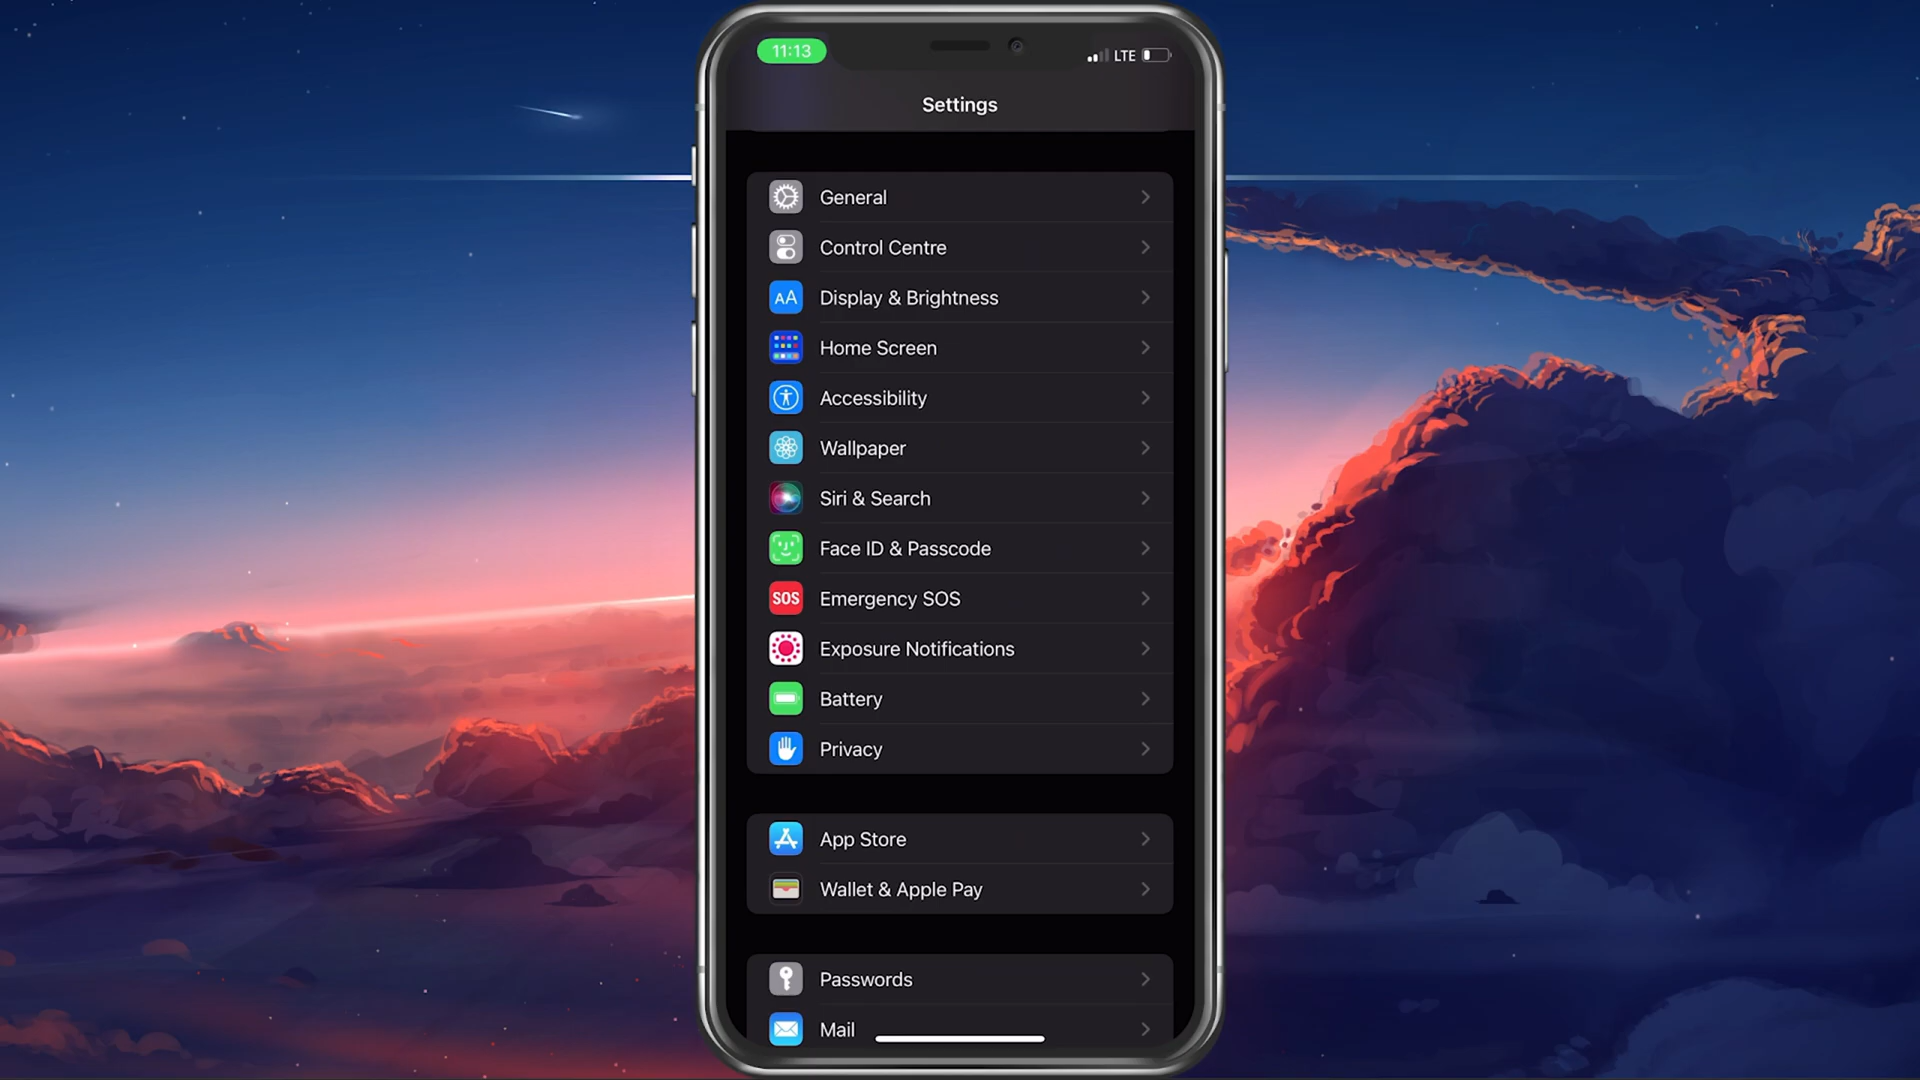 11:13
LTE
Settings
General
Control Centre
AA
Display & Brightness
Home Screen
Accessibility
Wallpaper
Siri & Search
Face ID & Passcode
SOS
Emergency SOS
Exposure Notifications
Battery
Privacy
App Store
Wallet & Apple Pay
Passwords
Mail